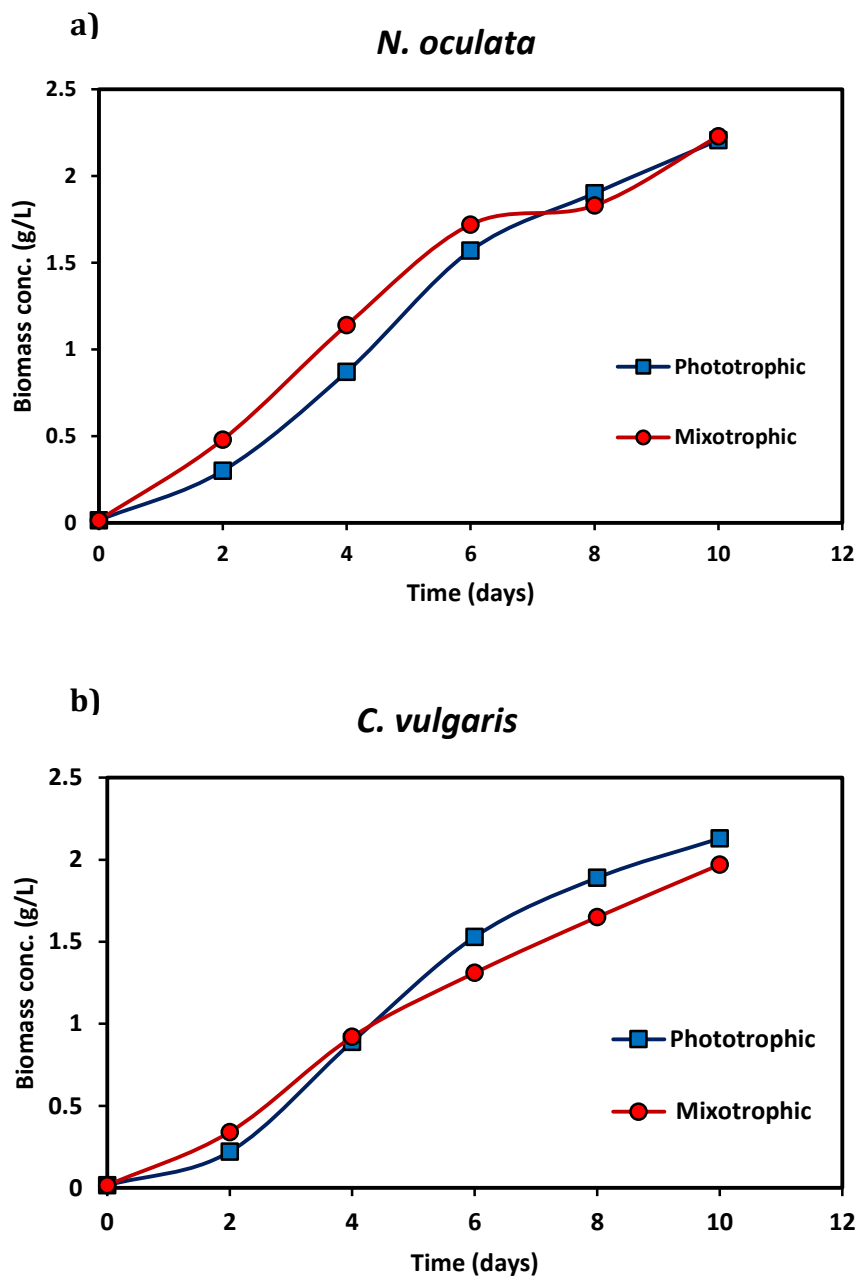 a)
N. oculata
2.5
2
1.5
1
0.5
0
Biomass conc. (g/L)
Phototrophic
Mixotrophic
0 2 4 6 8 10 12
Time (days)
b)
C. vulgaris
2.5
2
1.5
1
0.5
0
Biomass conc. (g/L)
Phototrophic
Mixotrophic
0 2 4 6 8 10 12
Time (days)